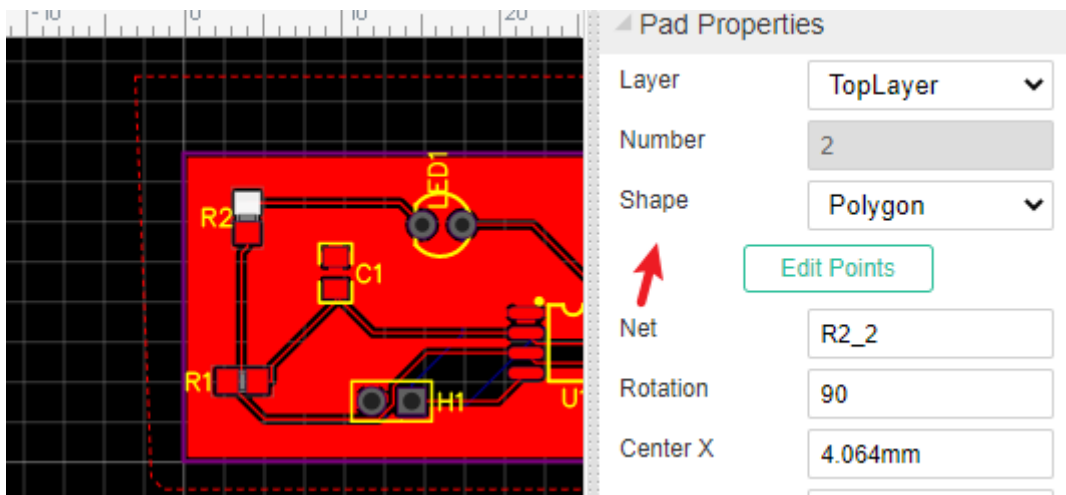 -10
0
10
20
LED1
R2
C1
R1
H1
U1
Pad Properties
Layer
TopLayer
Number
2
Shape
Polygon
Edit Points
Net
R2_2
Rotation
90
Center X
4.064mm